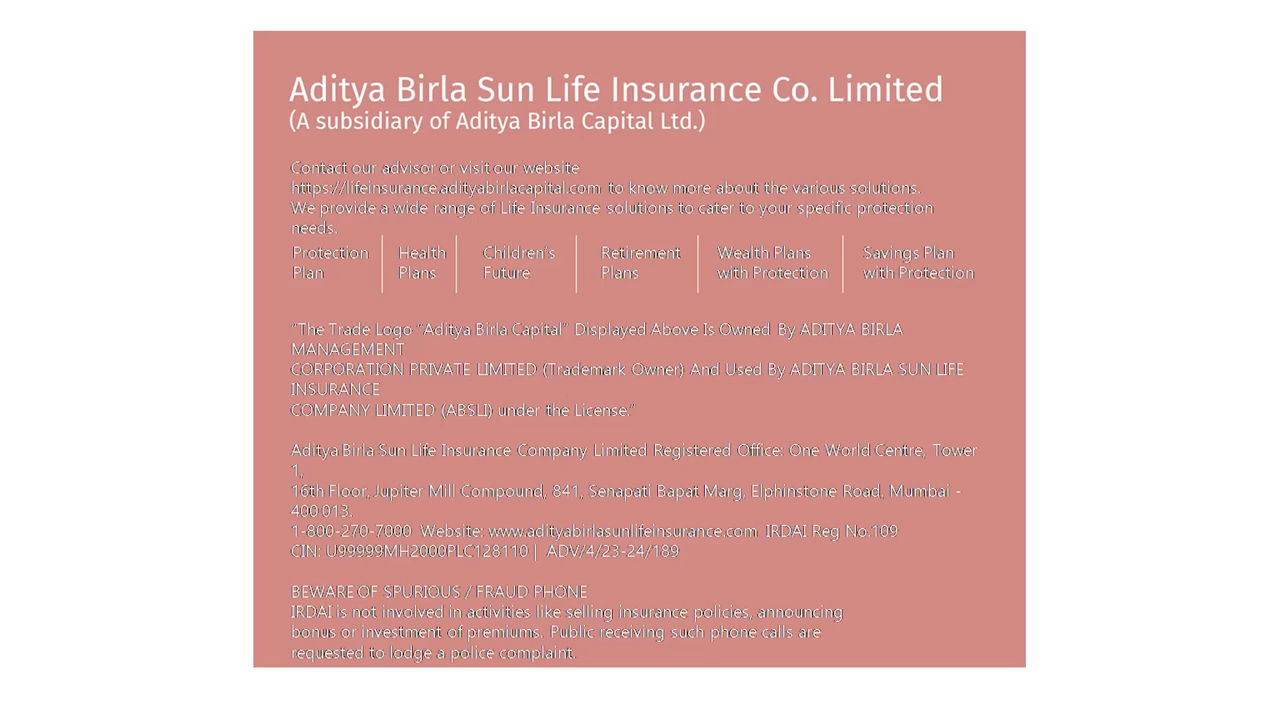 Aditya Birla Sun Life Insurance Co. Limited
(A subsidiary of Aditya Birla Capital Ltd.)
Contact our advisor or visit our website
https://lifeinsurance.adityabirlacapital.com to know more about the various solutions.
We provide a wide range of Life Insurance solutions to cater to your specific protection
needs.
Protection Plan
Health Plans
Children's Future
Retirement Plans
Wealth Plans with Protection
Savings Plan with Protection
"The Trade Logo "Aditya Birla Capital" Displayed Above Is Owned By ADITYA BIRLA
MANAGEMENT
CORPORATION PRIVATE LIMITED (Trademark Owner) And Used By ADITYA BIRLA SUN LIFE
INSURANCE
COMPANY LIMITED (ABSLI) under the License."
Aditya Birla Sun Life Insurance Company Limited Registered Office: One World Centre, Tower
1,
16th Floor, Jupiter Mill Compound, 841, Senapati Bapat Marg, Elphinstone Road, Mumbai -
400 013.
1-800-270-7000 Website: www.adityabirlasunlifeinsurance.com IRDAI Reg No.109
CIN: U99999MH2000PLC128110 | ADV/4/23-24/189
BEWARE OF SPURIOUS / FRAUD PHONE
IRDAI is not involved in activities like selling insurance policies, announcing
bonus or investment of premiums. Public receiving such phone calls are
requested to lodge a police complaint.